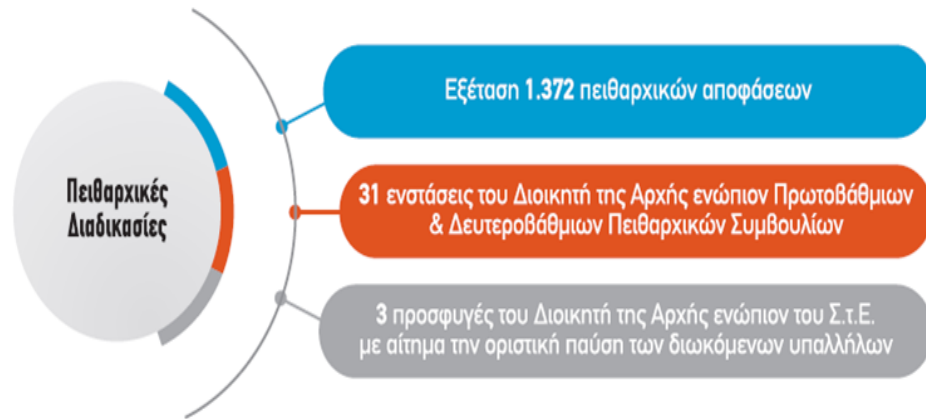 Πειθαρχικές
Διαδικασίες
Εξέταση 1.372 πειθαρχικών αποφάσεων
31 ενστάσεις του Διοικητή της Αρχής ενώπιον Πρωτοβάθμιων
& Δευτεροβάθμιων Πειθαρχικών Συμβουλίων
3 προσφυγές του Διοικητή της Αρχής ενώπιον του Σ.τ.Ε.
με αίτημα την οριστική παύση των διωκόμενων υπαλλήλων